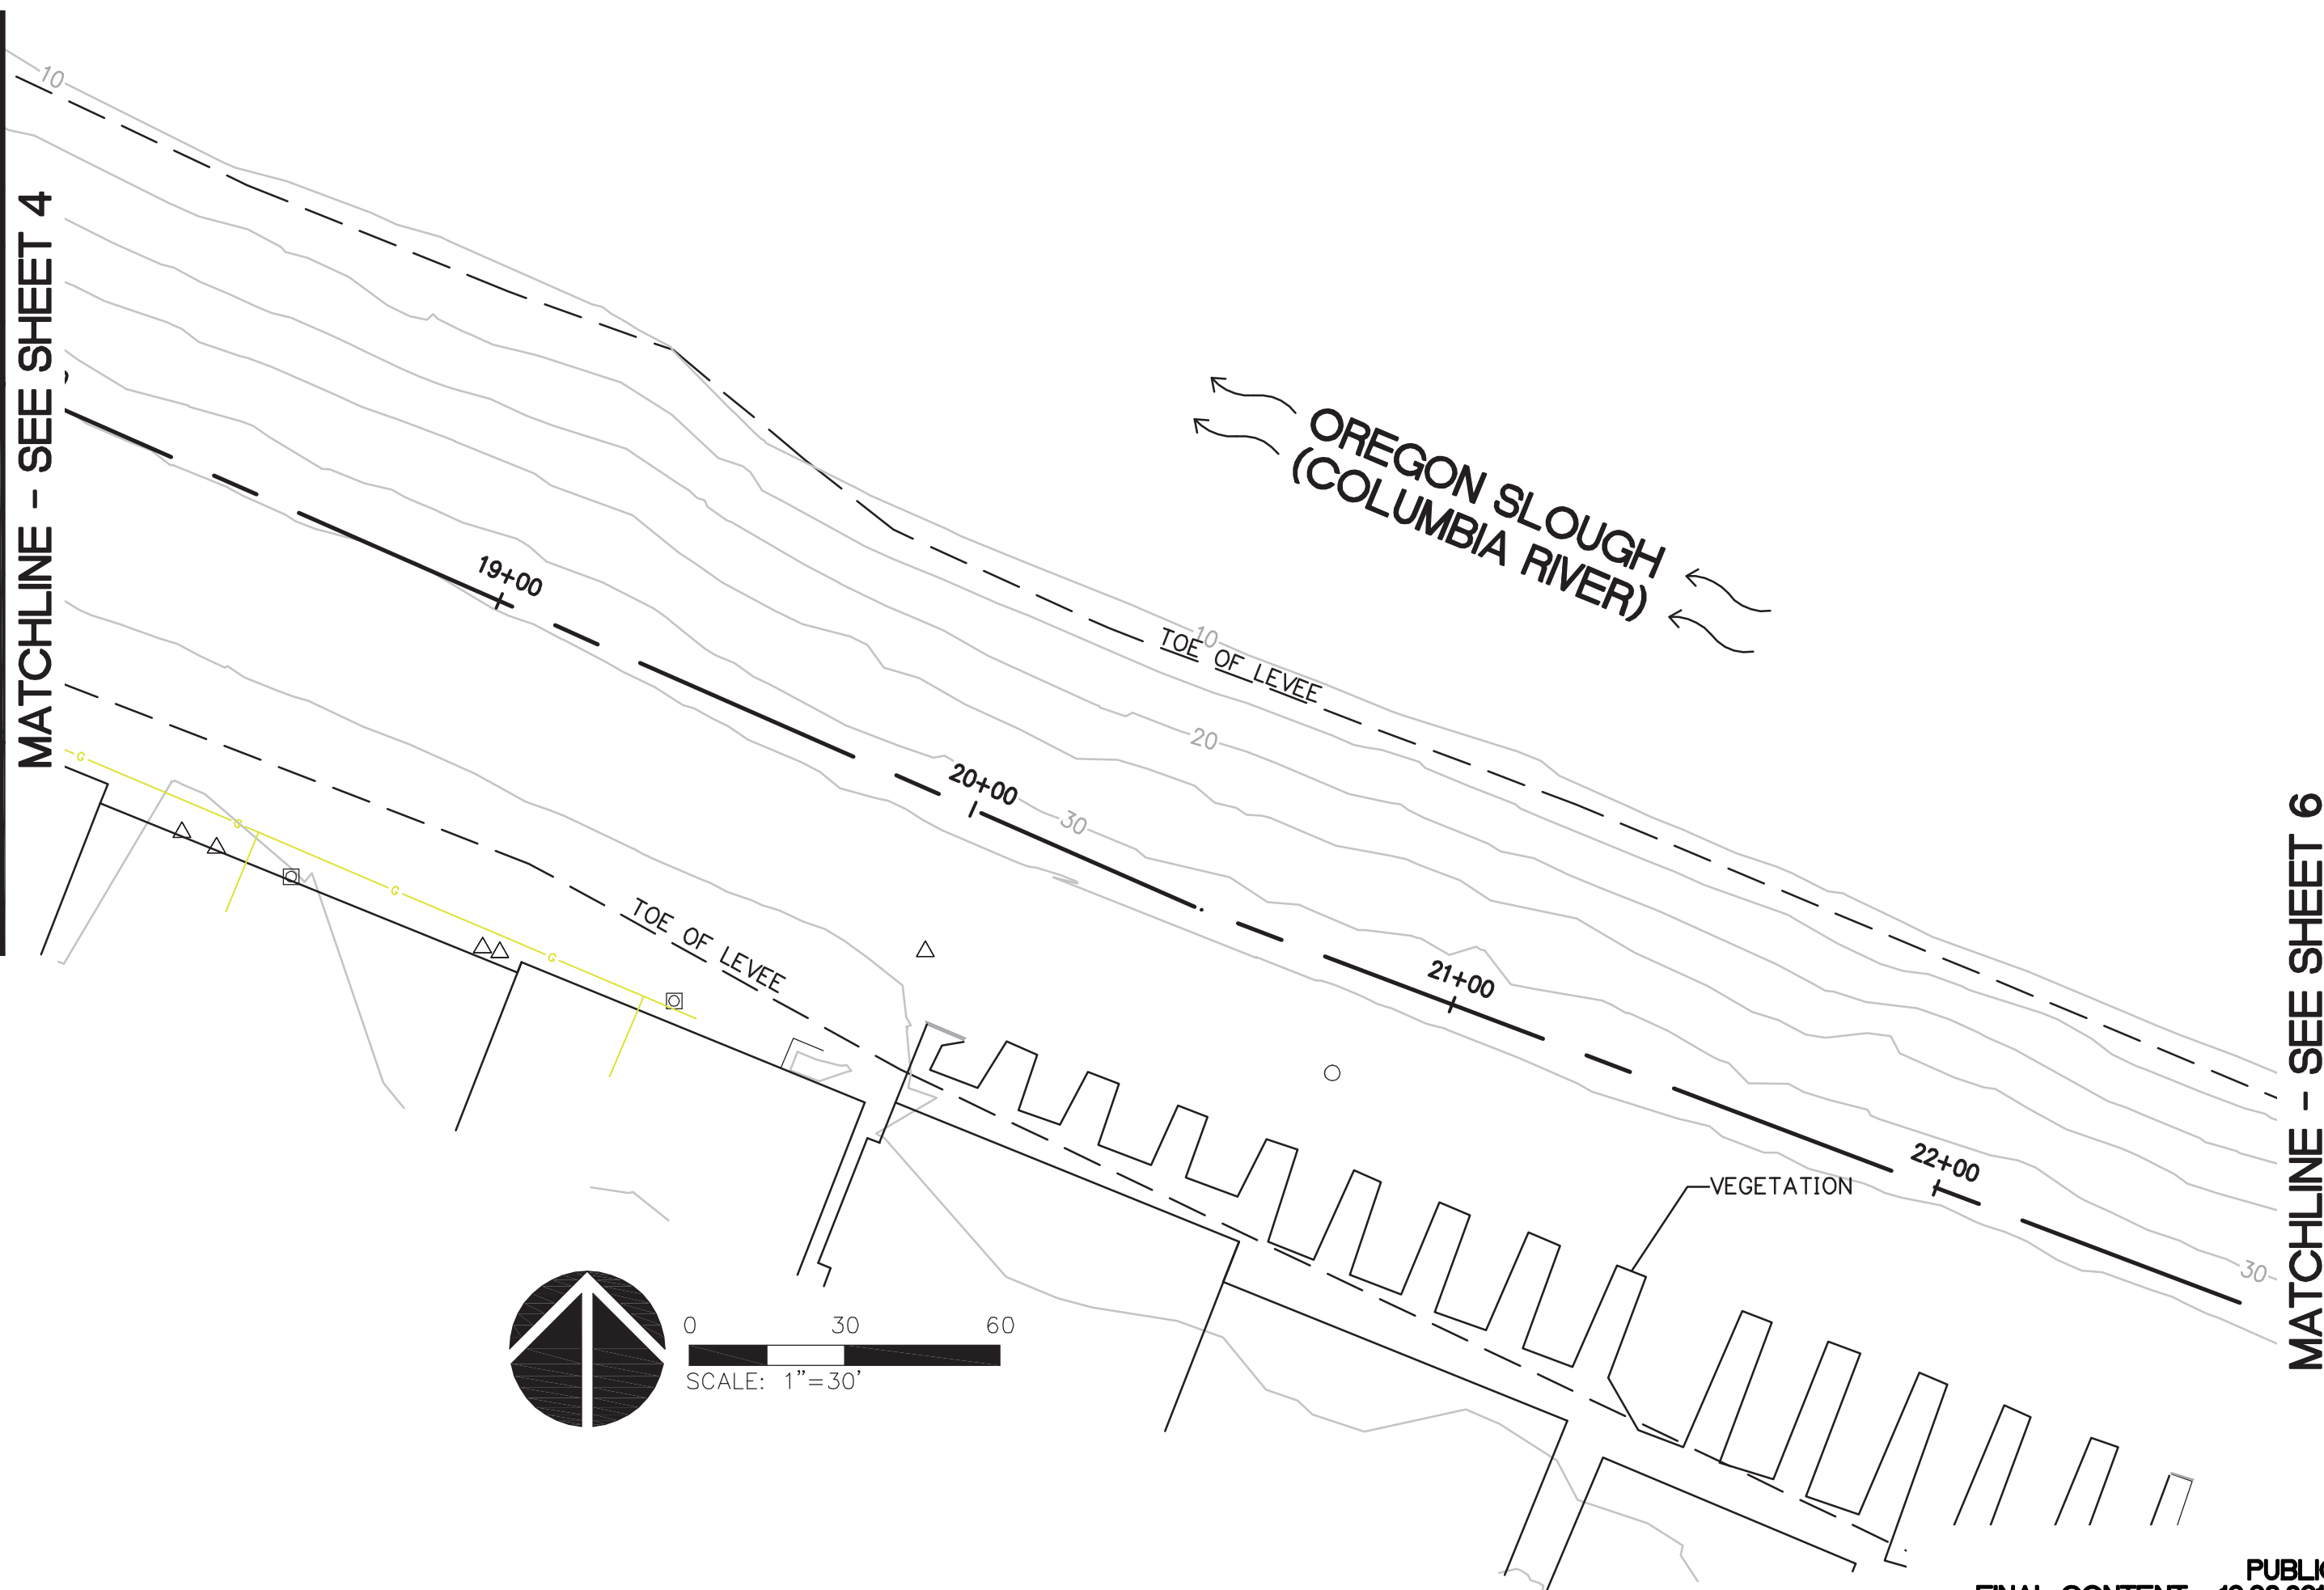 10
MATCHLINE - SEE SHEET 4
OREGON SLOUGH
(COLUMBIA RIVER)
19+00
10
TOE OF LEVEE
20
G
20+00
30
G
G
TOE OF LEVEE
G
21+00
MATCHLINE - SEE SHEET 6
22+00
VEGETATION
30
0 30 60
SCALE: 1"=30'
FINAL CONTENT